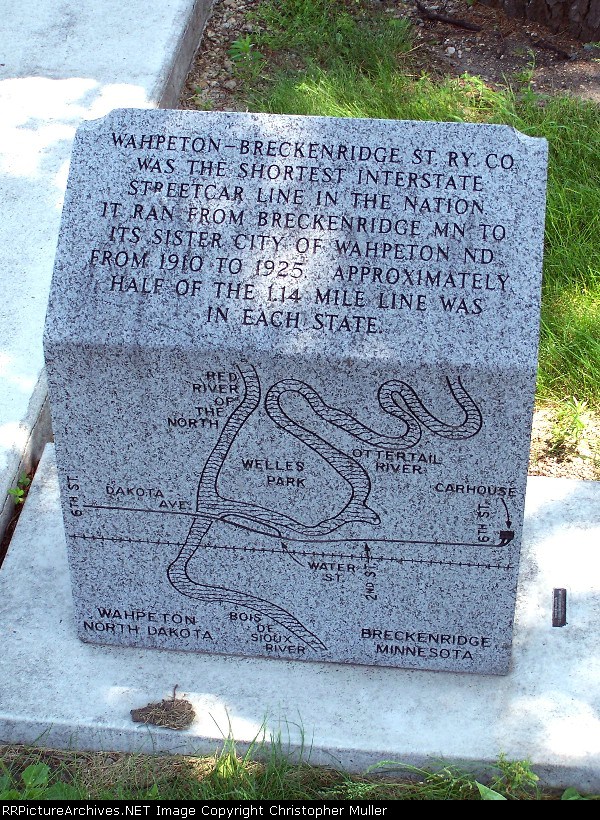 WAHPETON-BRECKENRIDGE ST. RY. CO.
WAS THE SHORTEST INTERSTATE
STREETCAR LINE IN THE NATION.
IT RAN FROM BRECKENRIDGE MN TO
ITS SISTER CITY OF WAHPETON ND
FROM 1910 TO 1925. APPROXIMATELY
HALF OF THE 1.14 MILE LINE WAS
IN EACH STATE.
RED
RIVER
OF
THE
NORTH
OTTERTAIL
RIVER
WELLES
PARK
6TH ST.
DAKOTA
AVE.
CARHOUSE
6TH ST.
WATER
ST.
2ND ST.
WAHPETON
NORTH DAKOTA
BOIS
DE
SIOUX
RIVER
BRECKENRIDGE
MINNESOTA
RailPictureArchives.NET Image Copyright Christopher Muller